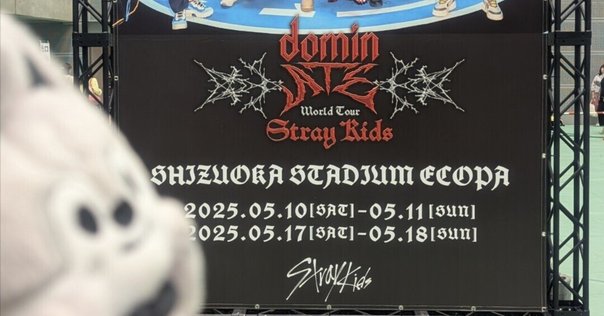 domin
ATE
World Tour
Stray Kids
SHIZUOKA STADIUM ECOPA
2025.05.10[SAT]-05.11[SUN]
2025.05.17[SAT]-05.18[SUN]
Stray Kids